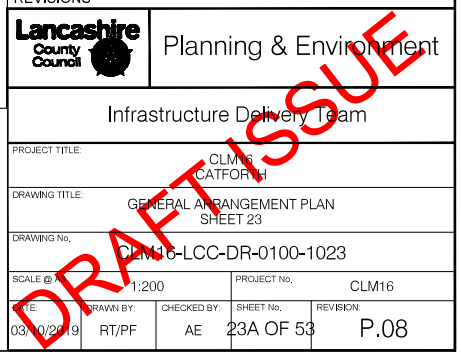 REVISIONS
Lancashire
County
Council
Planning & Environment
Infrastructure Delivery Team
PROJECT TITLE:
CLM16
CATFORTH
DRAWING TITLE:
GENERAL ARRANGEMENT PLAN
SHEET 23
DRAWING No.
CLM16-LCC-DR-0100-1023
SCALE @ A3
1:200
PROJECT No.
CLM16
DATE:
03/10/2019
DRAWN BY:
RT/PF
CHECKED BY:
AE
SHEET No.
23A OF 53
REVISION:
P.08
DRAFT ISSUE